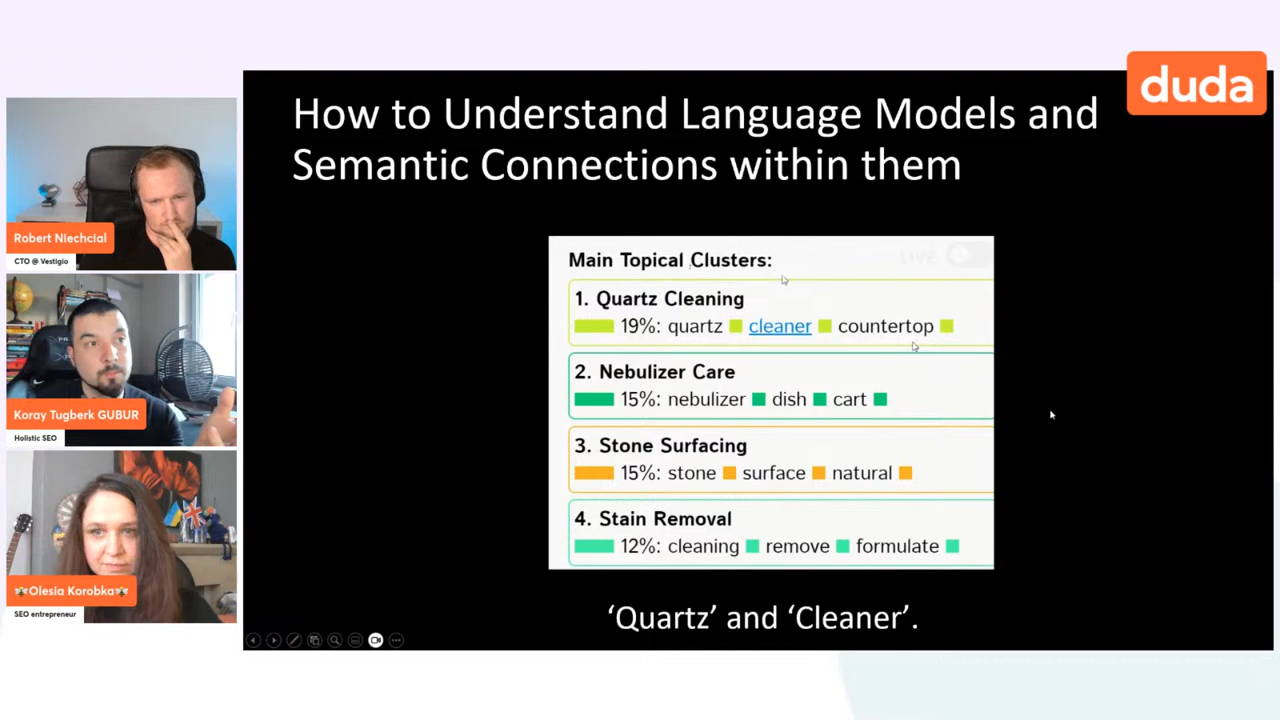 duda
How to Understand Language Models and
Semantic Connections within them
Robert Niechcial
CTO @ Vestigio
Koray Tugberk GUBUR
Holistic SEO
Olesia Korobka
SEO entrepreneur
Main Topical Clusters:
LIVE
1. Quartz Cleaning
19%: quartz cleaner countertop
2. Nebulizer Care
15%: nebulizer dish cart
3. Stone Surfacing
15%: stone surface natural
4. Stain Removal
12%: cleaning remove formulate
‘Quartz’ and ‘Cleaner’.